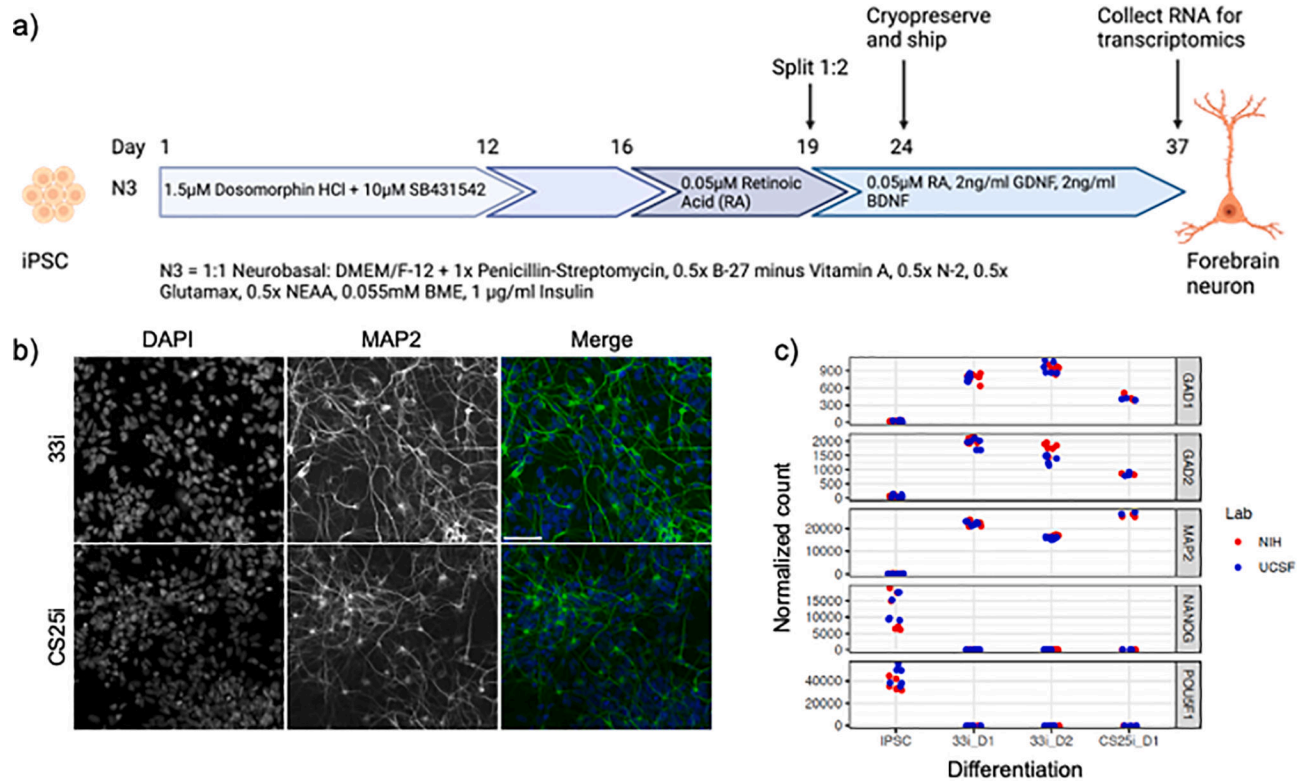 a)
Cryopreserve
and ship
Collect RNA for
transcriptomics
Split 1:2
Day 1 12 16 19 24 37
N3
1.5µM Dosomorphin HCl + 10µM SB431542
0.05µM Retinoic
Acid (RA)
0.05µM RA, 2ng/ml GDNF, 2ng/ml
BDNF
iPSC
Forebrain
neuron
N3 = 1:1 Neurobasal: DMEM/F-12 + 1x Penicillin-Streptomycin, 0.5x B-27 minus Vitamin A, 0.5x N-2, 0.5x
Glutamax, 0.5x NEAA, 0.055mM BME, 1 µg/ml Insulin
b)
DAPI MAP2 Merge
33i
CS25i
c)
Normalized count
900
600
300
0
GAD1
2000
1500
1000
500
0
GAD2
20000
10000
0
MAP2
15000
10000
5000
0
NANOG
40000
20000
0
POU5F1
IPSC 33i_D1 33i_D2 CS25i_D1
Differentiation
Lab
NIH
UCSF